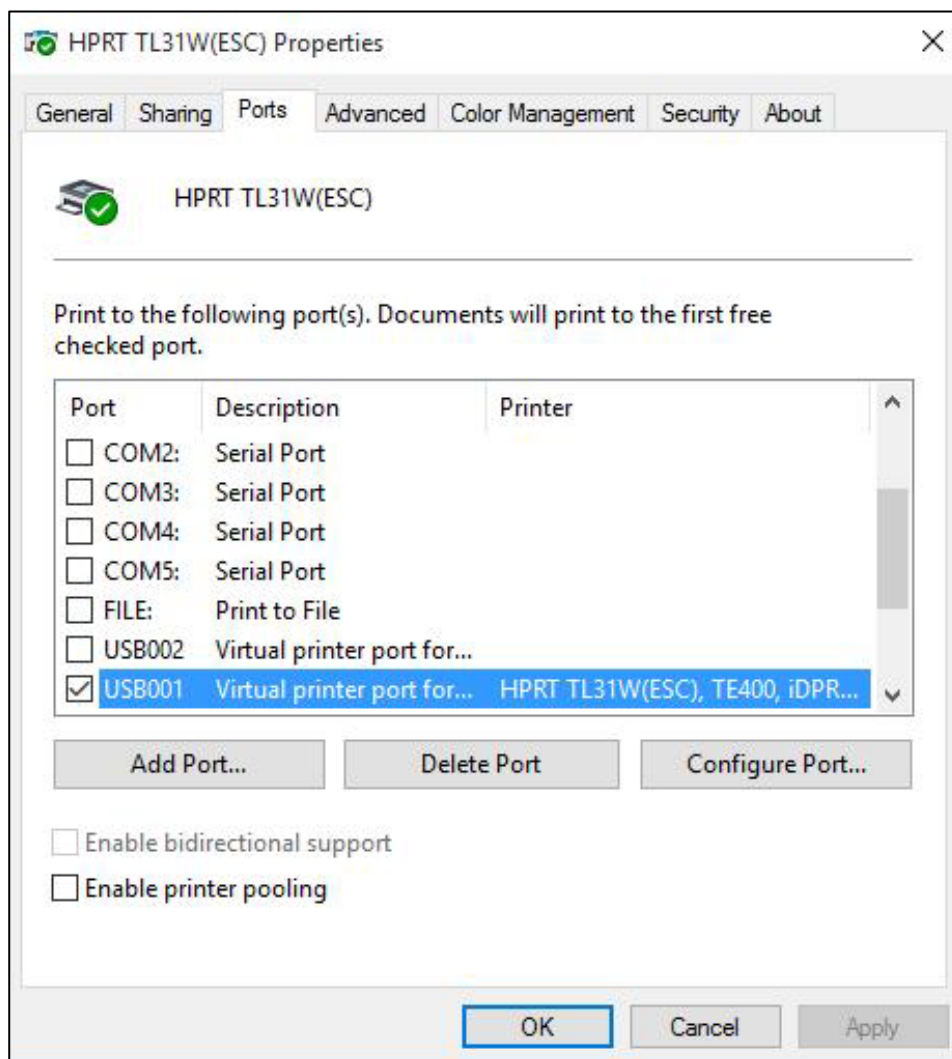 HPRT TL31W(ESC) Properties
General Sharing Ports Advanced Color Management Security About
HPRT TL31W(ESC)
Print to the following port(s). Documents will print to the first free
checked port.
Port Description Printer
COM2: Serial Port
COM3: Serial Port
COM4: Serial Port
COM5: Serial Port
FILE: Print to File
USB002 Virtual printer port for...
USB001 Virtual printer port for... HPRT TL31W(ESC), TE400, iDPR...
Add Port... Delete Port Configure Port...
Enable bidirectional support
Enable printer pooling
OK Cancel Apply